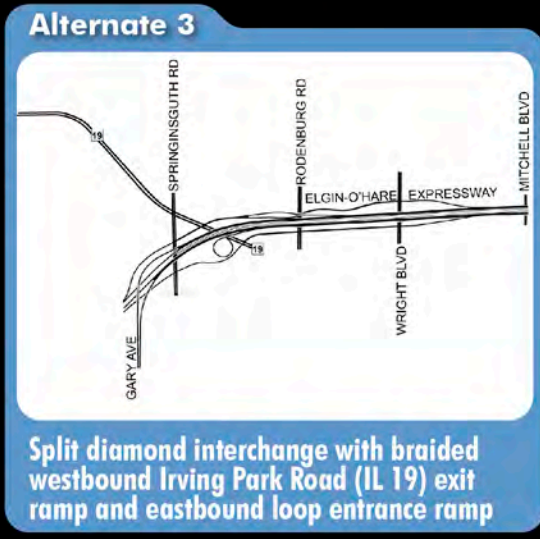 Alternate 3
SPRINGINSGUTH RD
RODENBURG RD
MITCHELL BLVD
19
ELGIN-O'HARE EXPRESSWAY
19
WRIGHT BLVD
GARY AVE
Split diamond interchange with braided
westbound Irving Park Road (IL 19) exit
ramp and eastbound loop entrance ramp